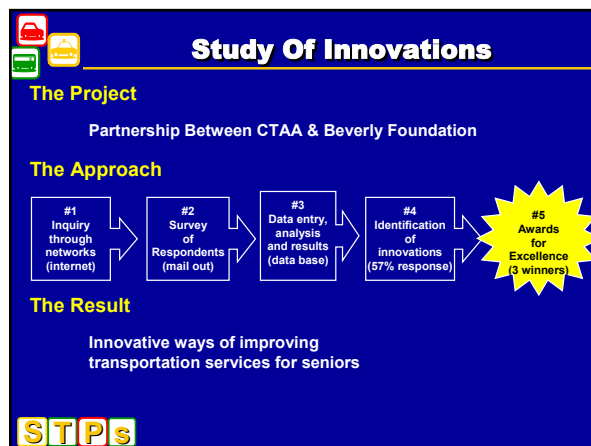 Study Of Innovations
The Project
Partnership Between CTAA & Beverly Foundation
The Approach
#1
Inquiry
through
networks
(internet)
#2
Survey
of
Respondents
(mail out)
#3
Data entry,
analysis
and results
(data base)
#4
Identification
of
innovations
(57% response)
#5
Awards
for
Excellence
(3 winners)
The Result
Innovative ways of improving
transportation services for seniors
STPs